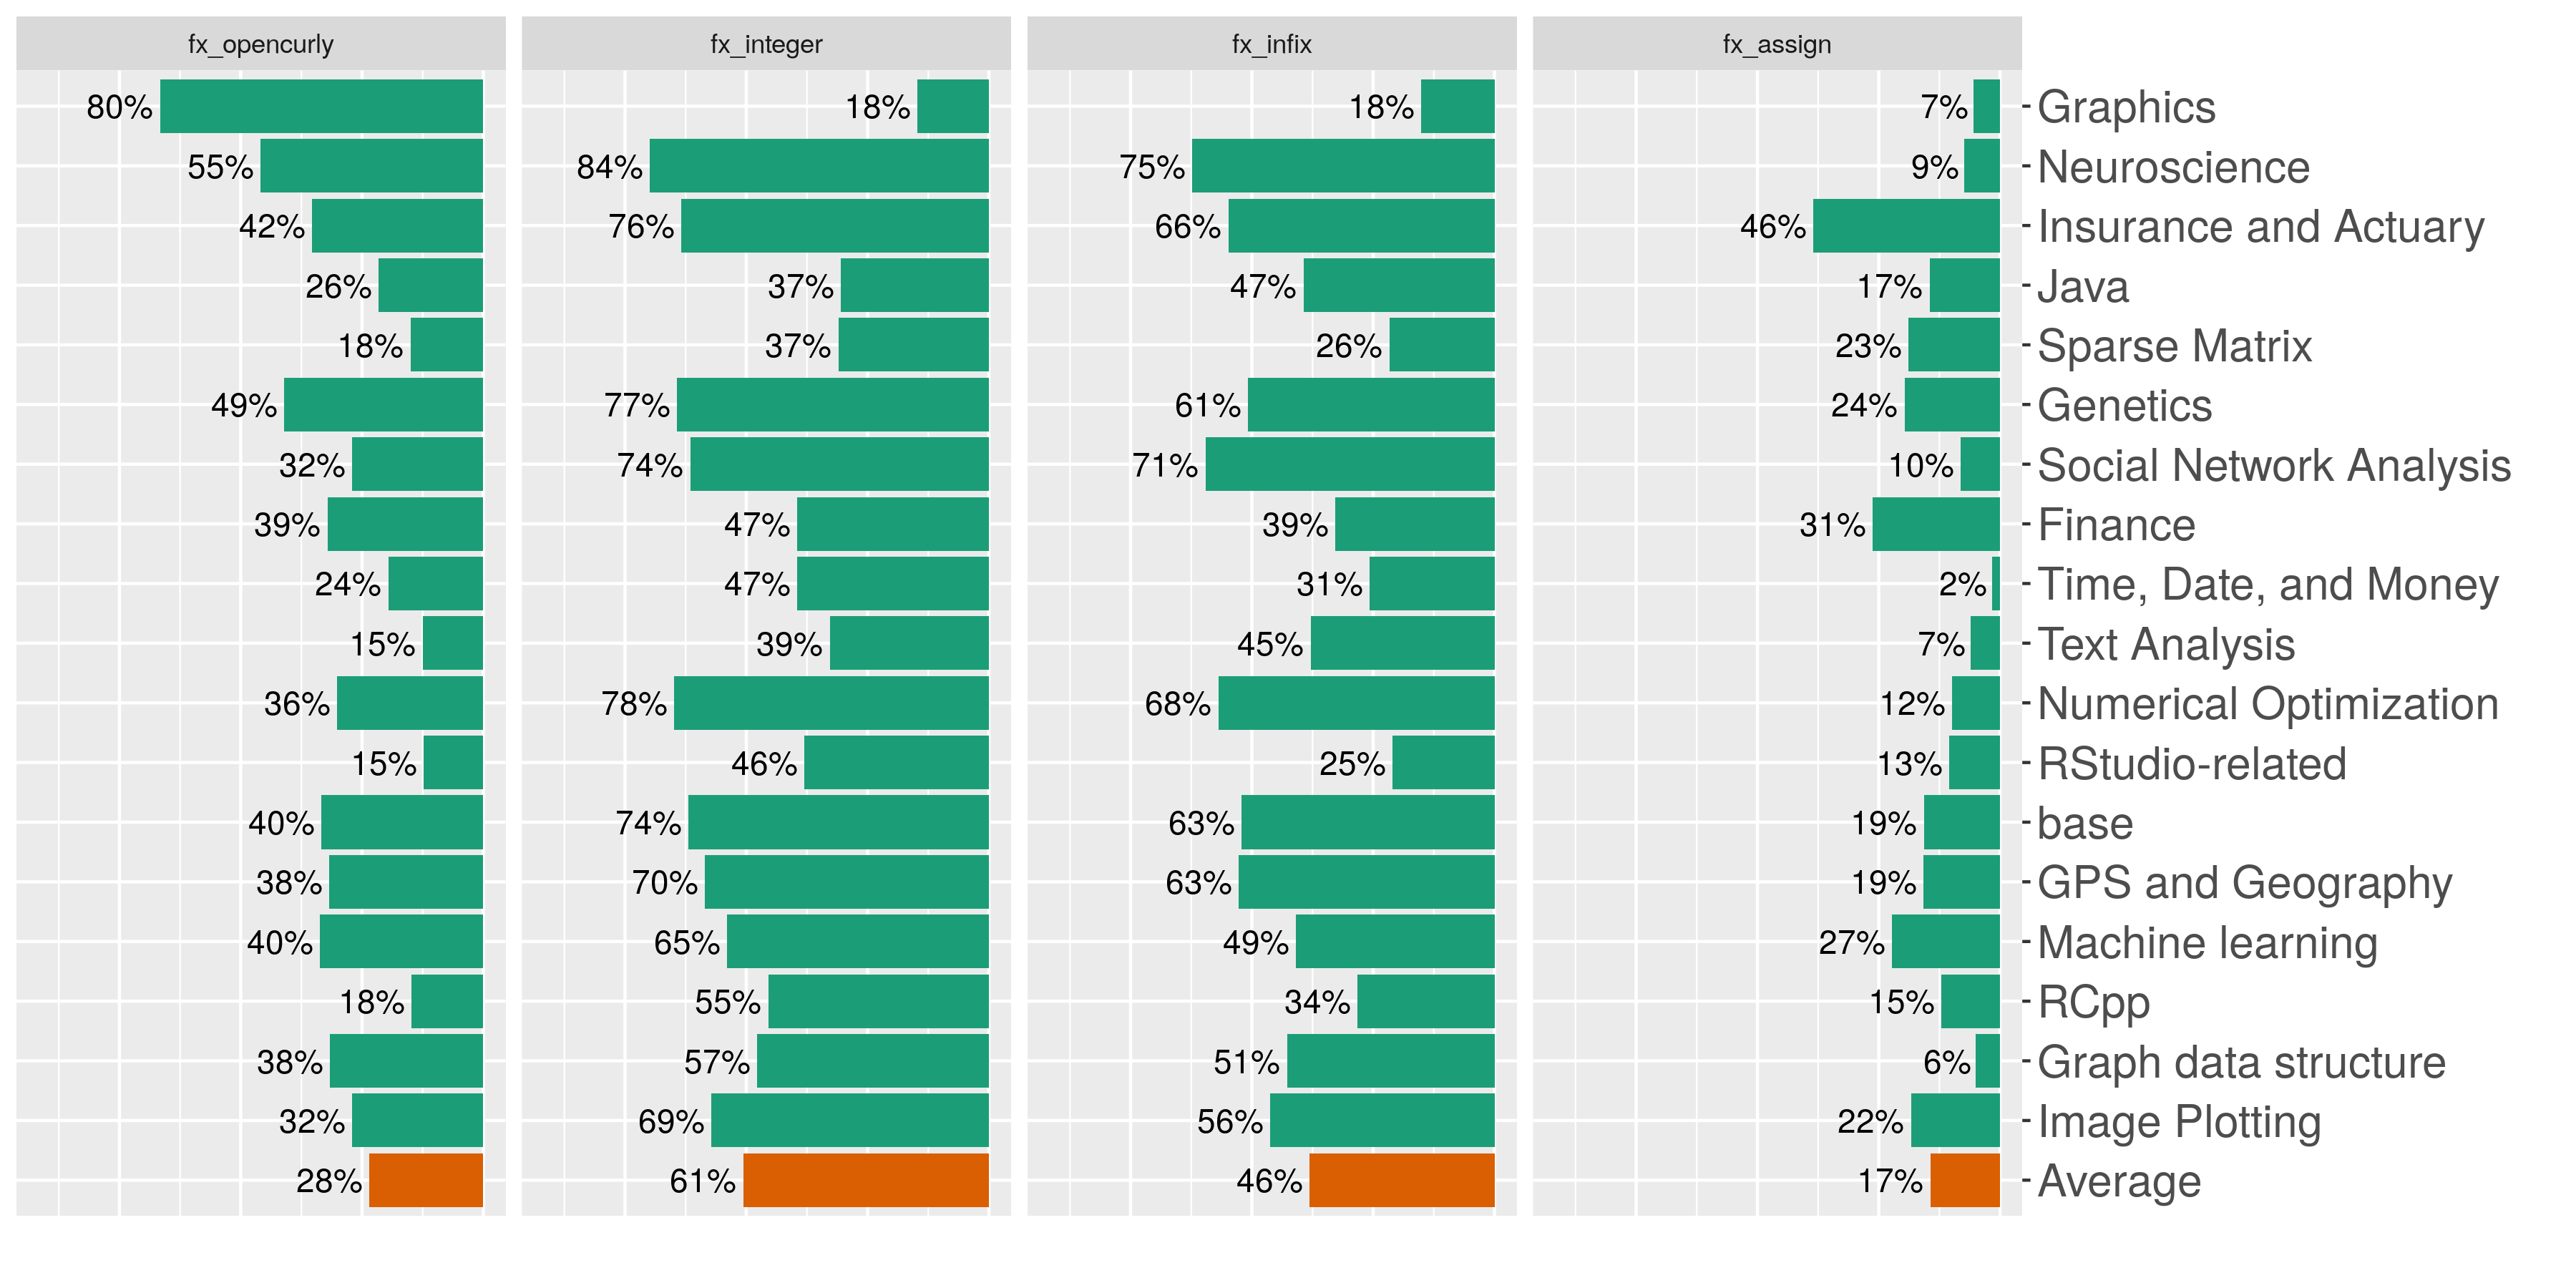 fx_opencurly fx_integer fx_infix fx_assign
80% 18% 18% 7% Graphics
55% 84% 75% 9% Neuroscience
42% 76% 66% 46% Insurance and Actuary
26% 37% 47% 17% Java
18% 37% 26% 23% Sparse Matrix
49% 77% 61% 24% Genetics
32% 74% 71% 10% Social Network Analysis
39% 47% 39% 31% Finance
24% 47% 31% 2% Time, Date, and Money
15% 39% 45% 7% Text Analysis
36% 78% 68% 12% Numerical Optimization
15% 46% 25% 13% RStudio-related
40% 74% 63% 19% base
38% 70% 63% 19% GPS and Geography
40% 65% 49% 27% Machine learning
18% 55% 34% 15% RCpp
38% 57% 51% 6% Graph data structure
32% 69% 56% 22% Image Plotting
28% 61% 46% 17% Average